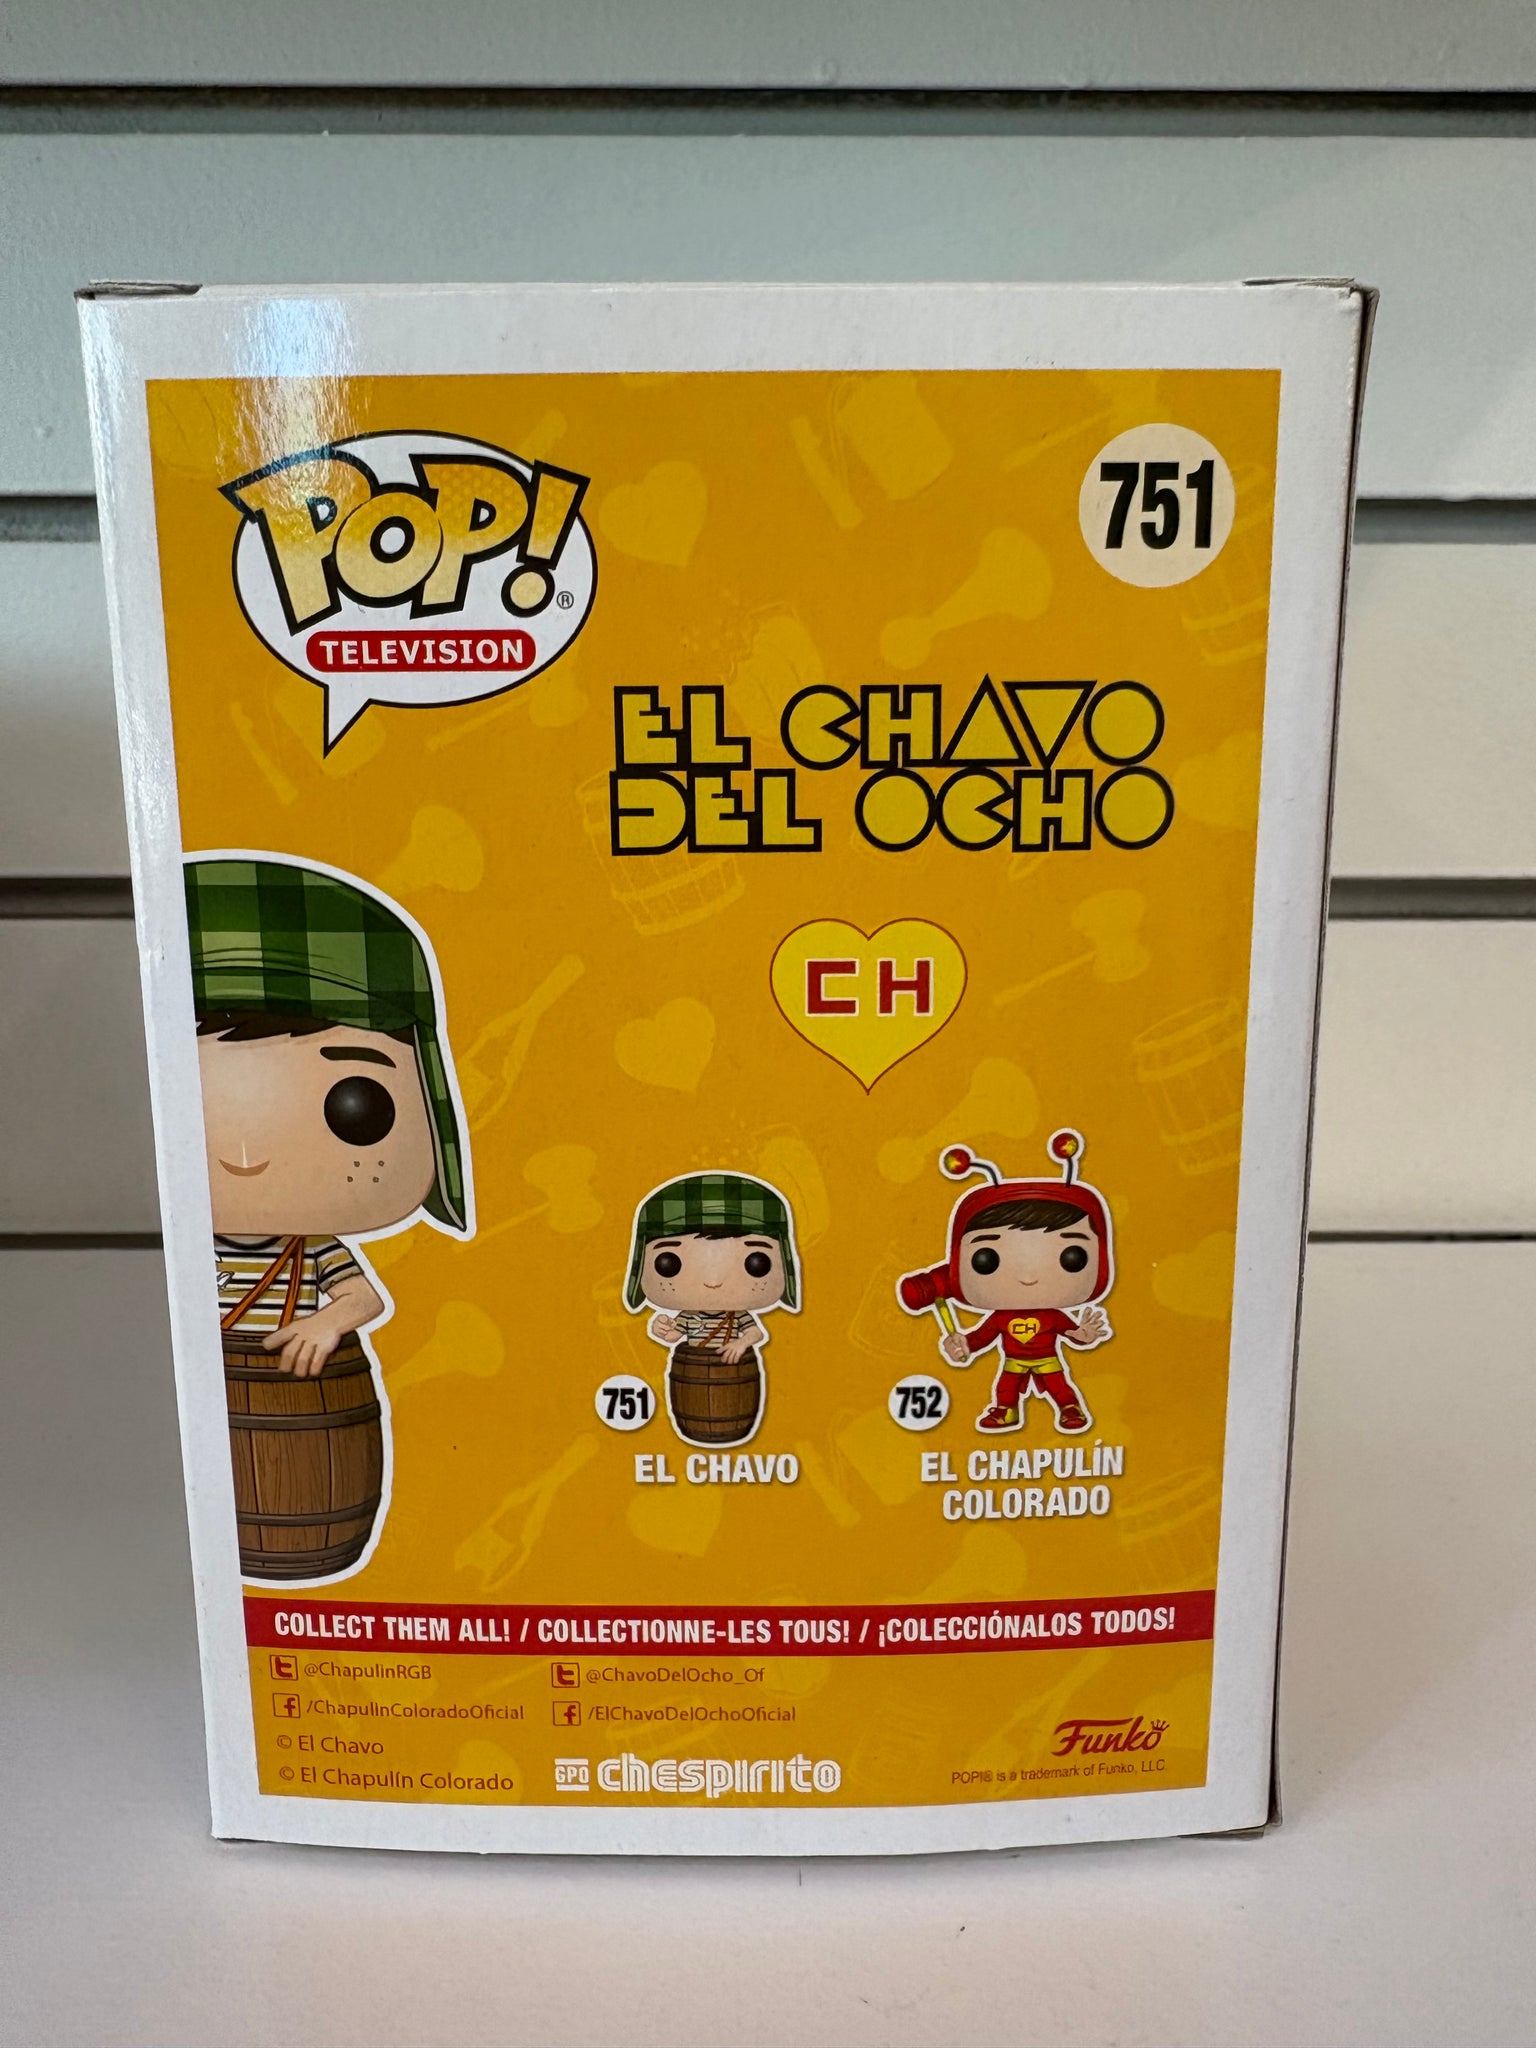 POP!®
TELEVISION
751
EL CHAVO
DEL OCHO
CH
CH
751
EL CHAVO
752
EL CHAPULÍN
COLORADO
COLLECT THEM ALL! / COLLECTIONNE-LES TOUS! / ¡COLECCIÓNALOS TODOS!
@ChapulinRGB
@ChavoDelOcho_Of
/ChapulinColoradoOficial
/ElChavoDelOchoOficial
© El Chavo
© El Chapulín Colorado
GPO chespirito
Funko
POP!® is a trademark of Funko, LLC.